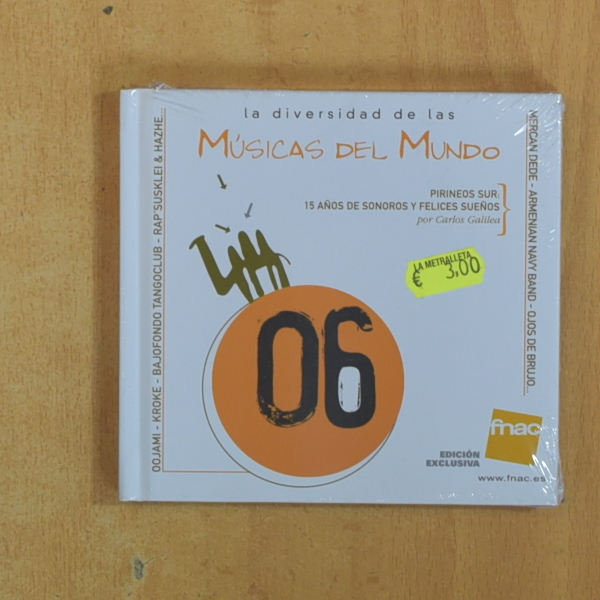 la diversidad de las
MÚSICAS DEL MUNDO
PIRINEOS SUR:
15 AÑOS DE SONOROS Y FELICES SUEÑOS
por Carlos Galilea
OOJAMI - KROKE - BAJOFONDO TANGOCLUB - RAP'SUSKLEI & HAZHE...
MERCAN DEDE - ARMENIAN NAVY BAND - OJOS DE BRUJO...
LA METRALLETA
€ 3,00
06
fnac
EDICIÓN
EXCLUSIVA
www.fnac.es